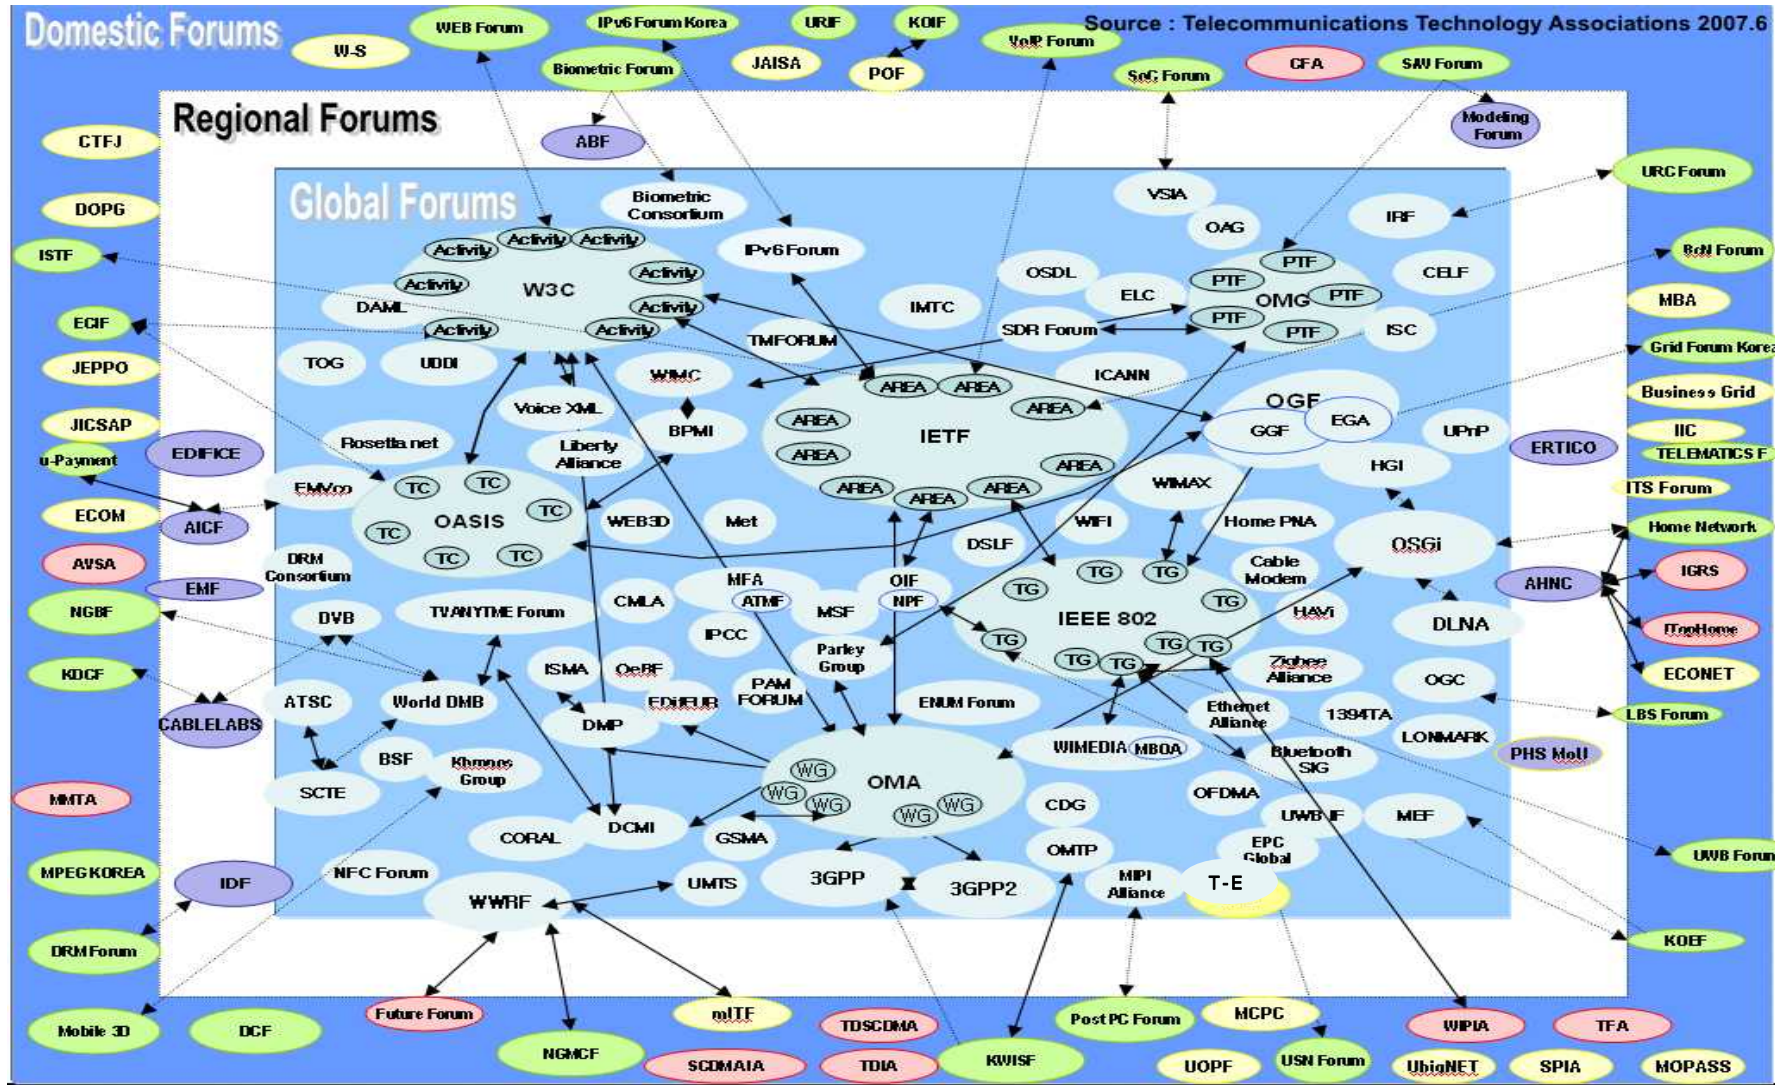 Domestic Forums
Source : Telecommunications Technology Associations 2007.6
WEB Forum
IPv6 Forum Korea
URIF
KOIF
VoIP Forum
W-S
Biometric Forum
JAISA
POF
SoC Forum
CFA
SAV Forum
Regional Forums
ABF
Modeling
Forum
CTFJ
DOPG
ISTF
ECIF
JEPPO
JICSAP
u-Payment
ECOM
AVSA
NGBF
KDCF
MMTA
MPEG KOREA
DRM Forum
Mobile 3D
DCF
EDIFICE
AICF
EMF
CABLELABS
IDF
Global Forums
Biometric
Consortium
VSIA
OAG
IRF
IPv6 Forum
Activity
Activity
Activity
Activity
Activity
Activity
Activity
Activity
W3C
DAML
TOG
UDDI
TMFORUM
IMTC
OSDL
ELC
SDR Forum
PTF
PTF
PTF
PTF
PTF
OMG
CELF
ISC
WfMC
BPMI
Voice XML
Liberty
Alliance
Rosetta net
EMVco
TC
TC
TC
TC
TC
TC
OASIS
WEB3D
Met
AREA
AREA
AREA
AREA
AREA
AREA
AREA
AREA
AREA
IETF
ICANN
OGF
GGF
EGA
UPnP
HGI
WIMAX
WIFI
Home PNA
DSLF
OSGi
DRM
Consortium
DVB
TVANYTME Forum
CMLA
MFA
ATMF
MSF
OIF
NPF
IPCC
Parley
Group
TG
TG
TG
TG
TG
TG
TG
TG
TG
TG
IEEE 802
Cable
Modem
HAVi
DLNA
Zigbee
Alliance
OGC
ISMA
OeBF
EDitEUR
PAM
FORUM
ENUM Forum
ATSC
World DMB
DMP
Ethernet
Alliance
1394TA
LONMARK
WIMEDIA
MBOA
Bluetooth
SIG
BSF
Khronos
Group
SCTE
WG
WG
WG
WG
WG
OMA
CDG
OFDMA
UWB IF
MEF
CORAL
DCMI
GSMA
OMTP
EPC
Global
NFC Forum
WWRF
UMTS
3GPP
3GPP2
MIPI
Alliance
T-E
URC Forum
BcN Forum
MBA
Grid Forum Korea
Business Grid
IIC
TELEMATICS F
ITS Forum
Home Network
IGRS
ITopHome
ECONET
LBS Forum
UWB Forum
KOEF
ERTICO
AHNC
PHS MoU
Future Forum
NGMCF
mITF
SCDMAIA
TDSCDMA
TDIA
KWISF
Post PC Forum
UOPF
MCPC
USN Forum
WIPIA
UbiqNET
SPIA
TFA
MOPASS